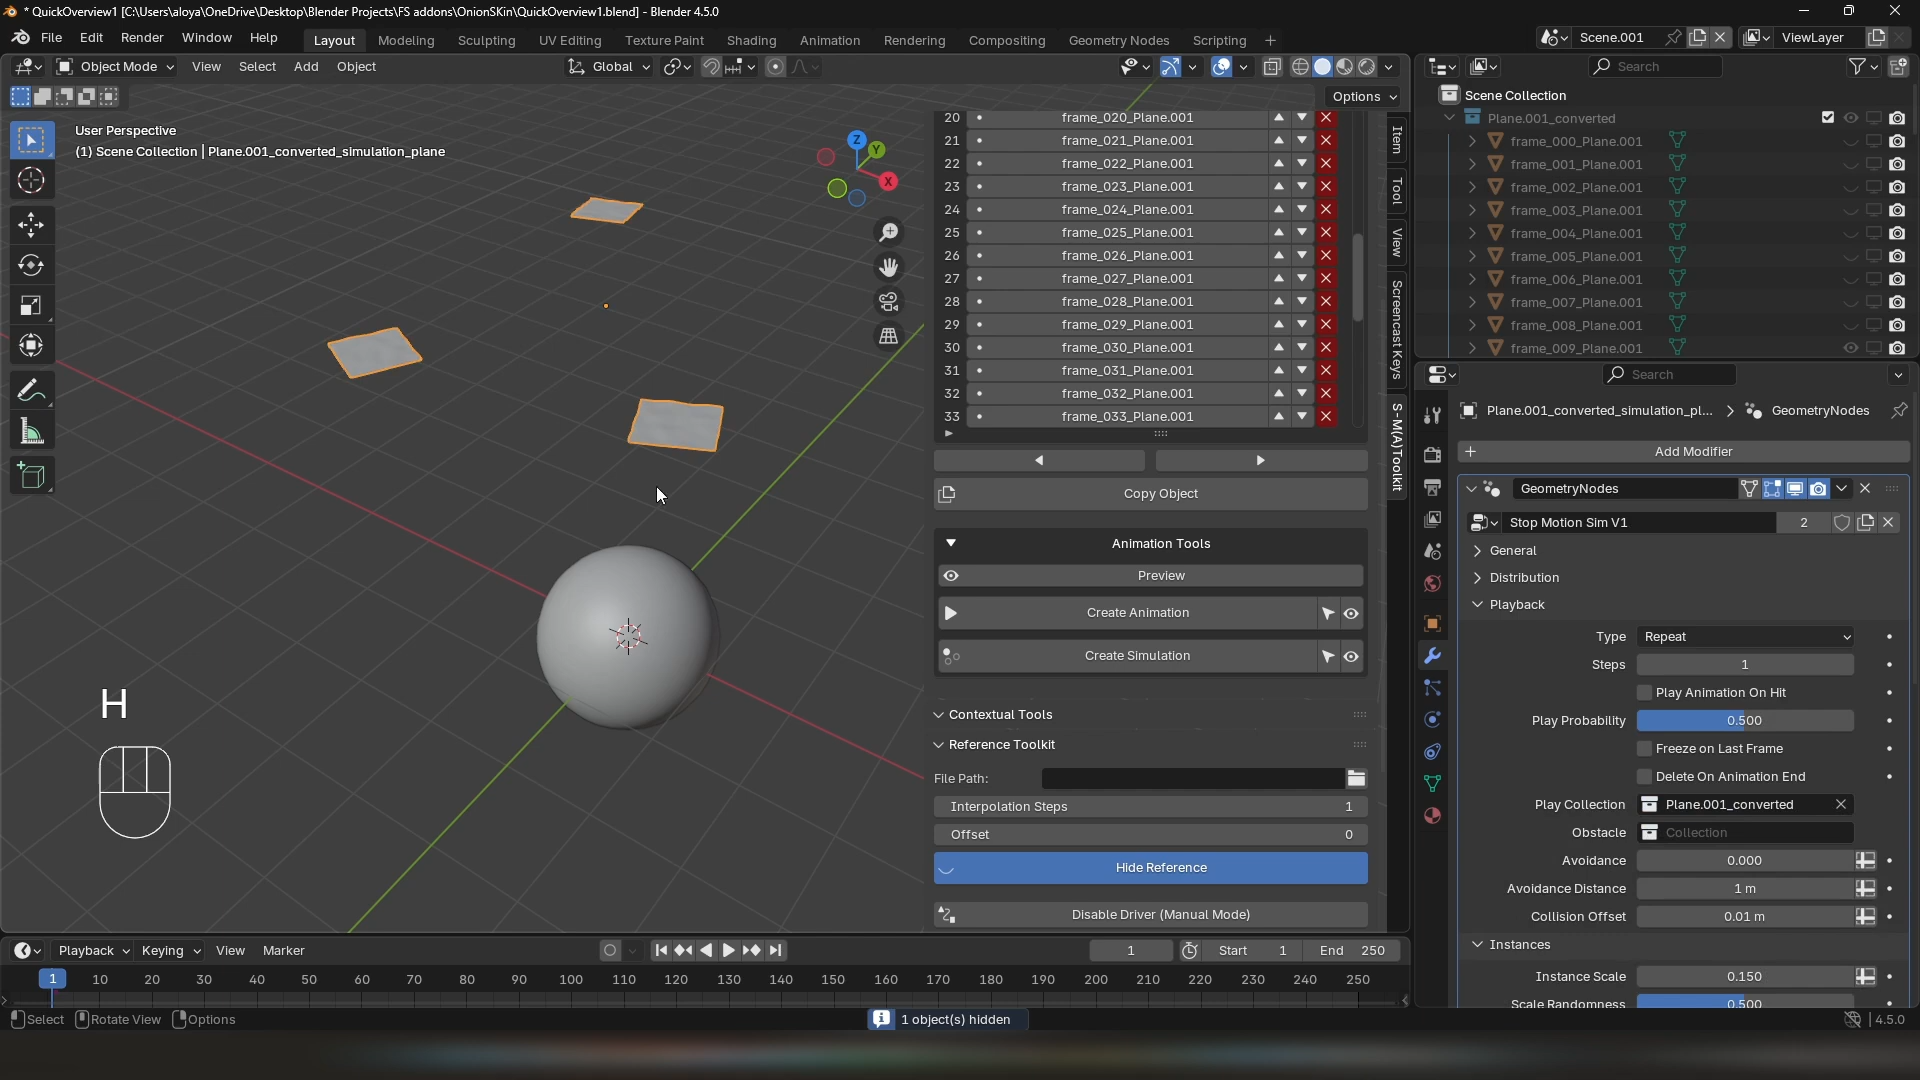 * QuickOverview1 [C:\Users\aloya\OneDrive\Desktop\Blender Projects\FS addons\OnionSKin\QuickOverview1.blend] - Blender 4.5.0
File Edit Render Window Help Layout Modeling Sculpting UV Editing Texture Paint Shading Animation Rendering Compositing Geometry Nodes Scripting + Scene.001 ViewLayer
Object Mode View Select Add Object Global Search
Options
User Perspective
(1) Scene Collection | Plane.001_converted_simulation_plane
Z
Y
X
20 frame_020_Plane.001
21 frame_021_Plane.001
22 frame_022_Plane.001
23 frame_023_Plane.001
24 frame_024_Plane.001
25 frame_025_Plane.001
26 frame_026_Plane.001
27 frame_027_Plane.001
28 frame_028_Plane.001
29 frame_029_Plane.001
30 frame_030_Plane.001
31 frame_031_Plane.001
32 frame_032_Plane.001
33 frame_033_Plane.001
Copy Object
Animation Tools
Preview
Create Animation
Create Simulation
Contextual Tools
Reference Toolkit
File Path:
Interpolation Steps 1
Offset 0
Hide Reference
Disable Driver (Manual Mode)
Item
Tool
View
Screencast Keys
S-M(A)Toolkit
H
Scene Collection
Plane.001_converted
frame_000_Plane.001
frame_001_Plane.001
frame_002_Plane.001
frame_003_Plane.001
frame_004_Plane.001
frame_005_Plane.001
frame_006_Plane.001
frame_007_Plane.001
frame_008_Plane.001
frame_009_Plane.001
Search
Plane.001_converted_simulation_pl... GeometryNodes
+ Add Modifier
GeometryNodes
Stop Motion Sim V1 2
General
Distribution
Playback
Type Repeat
Steps 1
Play Animation On Hit
Play Probability 0.500
Freeze on Last Frame
Delete On Animation End
Play Collection Plane.001_converted
Obstacle Collection
Avoidance 0.000
Avoidance Distance 1 m
Collision Offset 0.01 m
Instances
Instance Scale 0.150
Scale Randomness 0.500
Playback Keying View Marker 1 Start 1 End 250
1 10 20 30 40 50 60 70 80 90 100 110 120 130 140 150 160 170 180 190 200 210 220 230 240 250
Select Rotate View Options 1 object(s) hidden 4.5.0